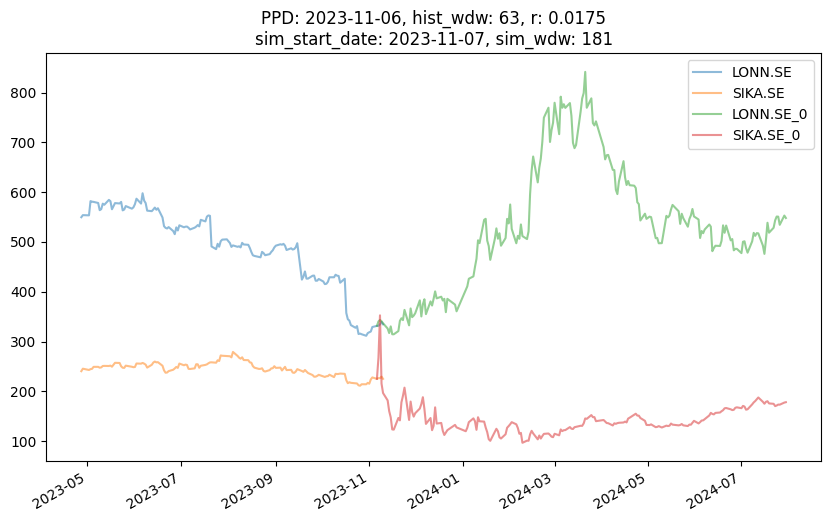 PPD: 2023-11-06, hist_wdw: 63, r: 0.0175
sim_start_date: 2023-11-07, sim_wdw: 181
LONN.SE
SIKA.SE
LONN.SE_0
SIKA.SE_0
800
700
600
500
400
300
200
100
2023-05
2023-07
2023-09
2023-11
2024-01
2024-03
2024-05
2024-07